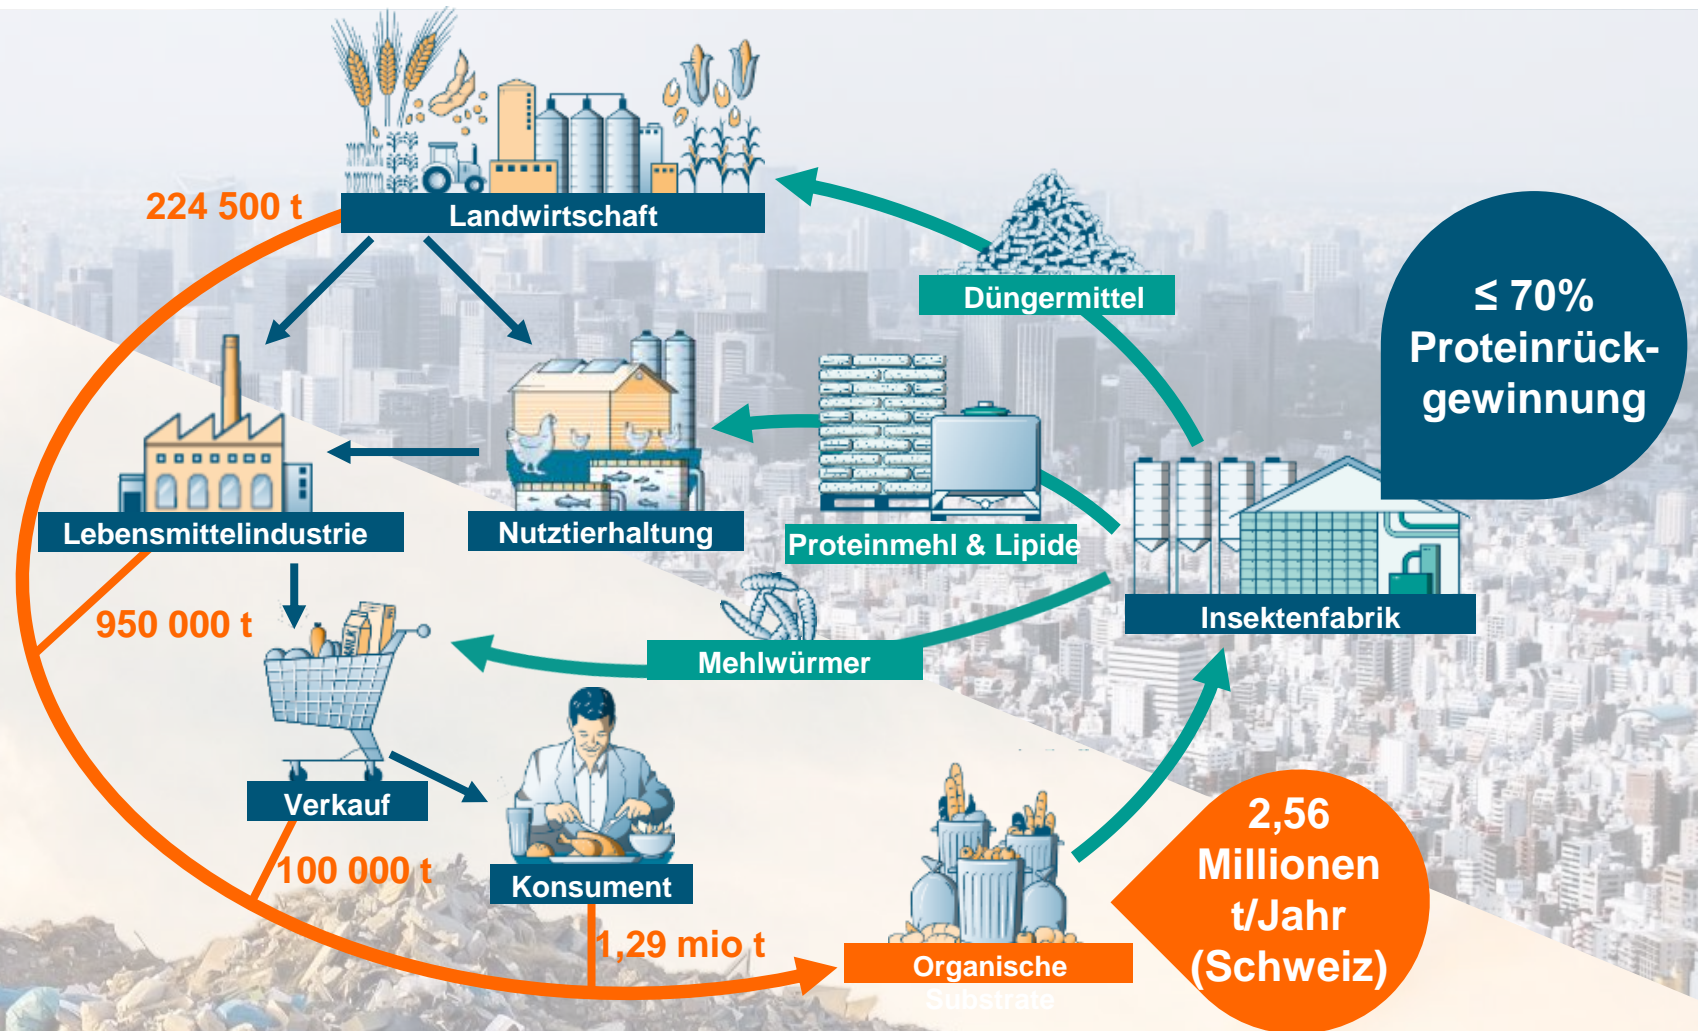 224 500 t
Landwirtschaft
Düngermittel
≤ 70%
Proteinrück-
gewinnung
Lebensmittelindustrie
Nutztierhaltung
Proteinmehl & Lipide
950 000 t
Insektenfabrik
Mehlwürmer
Verkauf
100 000 t
Konsument
1,29 mio t
Organische
Substrate
2,56
Millionen
t/Jahr
(Schweiz)